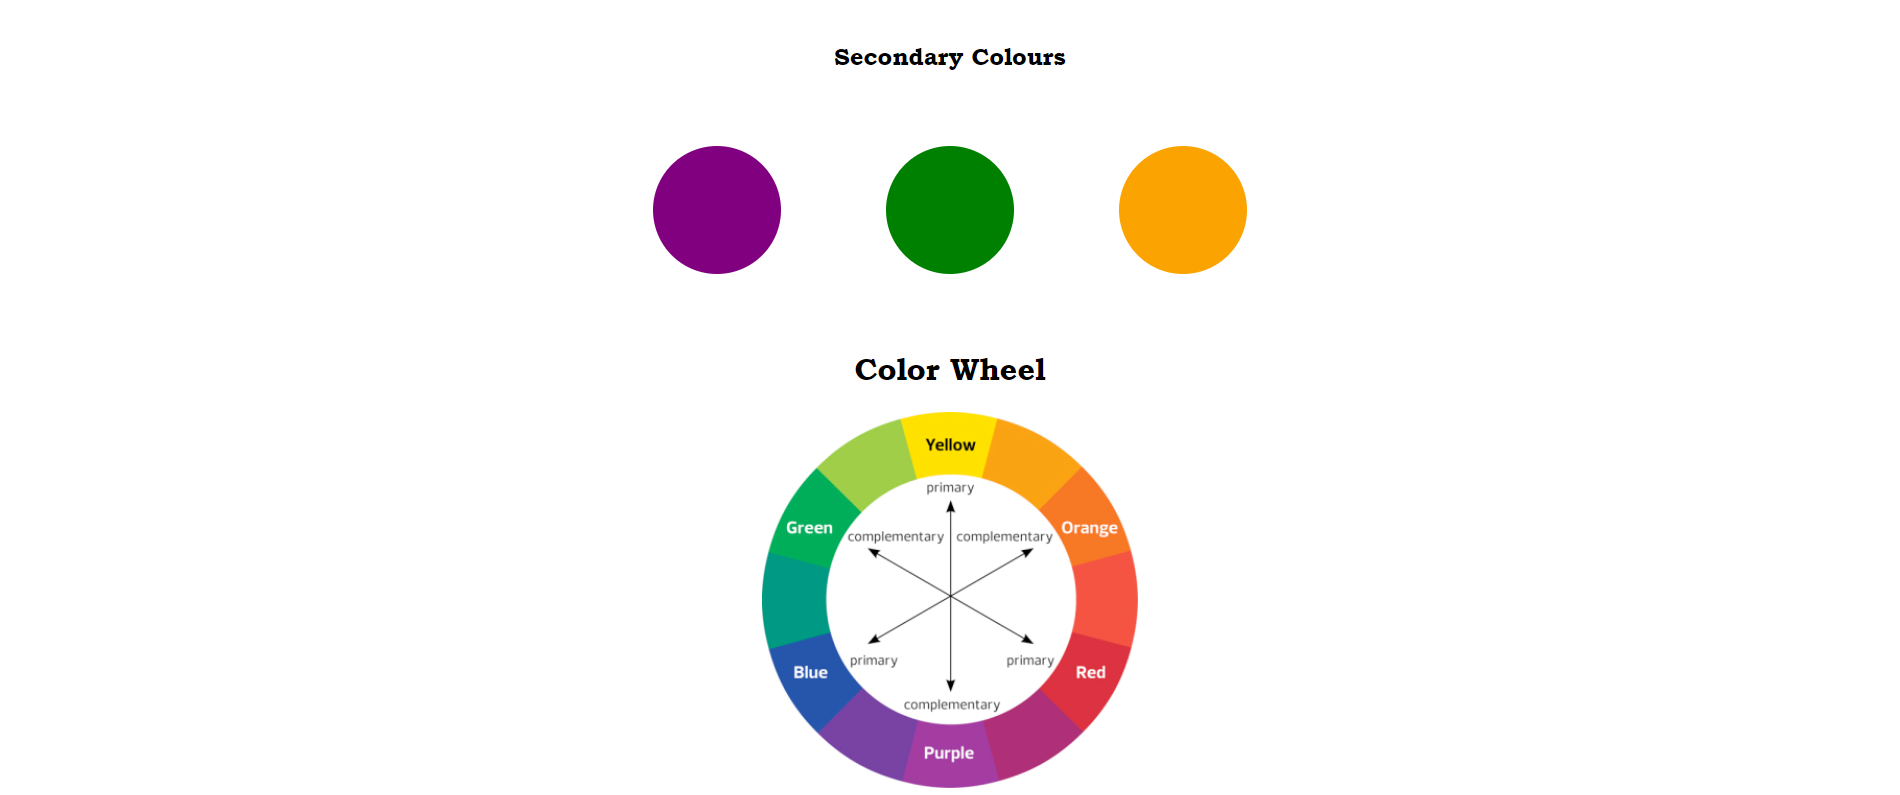 Secondary Colours
Color Wheel
Yellow
primary
Green
Orange
complementary
complementary
primary
primary
Blue
Red
complementary
Purple